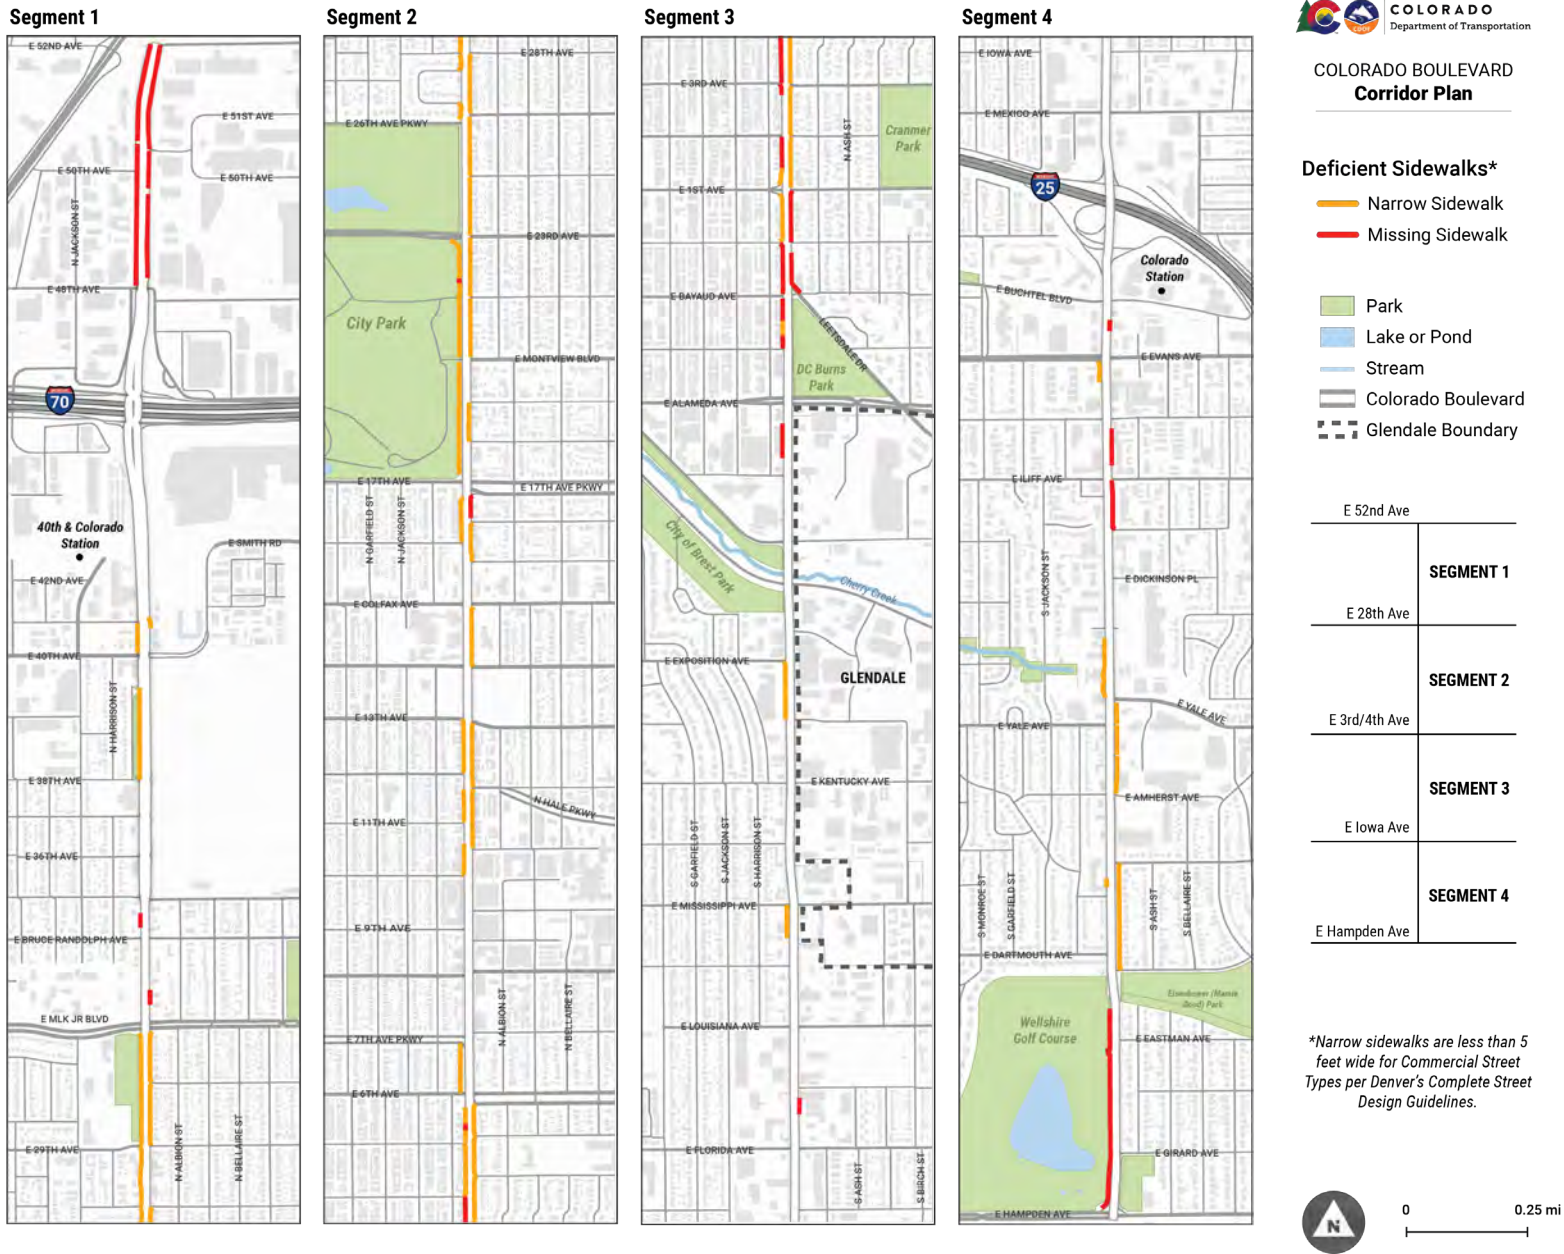 Segment 1
E 52ND AVE
E 51ST AVE
E 50TH AVE
E 50TH AVE
N JACKSON ST
E 48TH AVE
70
40th & Colorado
Station
E SMITH RD
E 42ND AVE
E 40TH AVE
N HARRISON ST
E 38TH AVE
E 36TH AVE
E BRUCE RANDOLPH AVE
E MLK JR BLVD
N ALBION ST
N BELLAIRE ST
E 29TH AVE
Segment 2
E 28TH AVE
E 26TH AVE PKWY
E 23RD AVE
City Park
E MONTVIEW BLVD
E 17TH AVE
E 17TH AVE PKWY
N GARFIELD ST
N JACKSON ST
E COLFAX AVE
E 13TH AVE
N HALE PKWY
E 11TH AVE
E 9TH AVE
N ALBION ST
N BELLAIRE ST
E 7TH AVE PKWY
E 6TH AVE
Segment 3
E 3RD AVE
N ASH ST
Cranmer
Park
E 1ST AVE
E BAYAUD AVE
LEETSDALE DR
DC Burns
Park
E ALAMEDA AVE
City of Brest Park
Cherry Creek
E EXPOSITION AVE
GLENDALE
E KENTUCKY AVE
S GARFIELD ST
S JACKSON ST
S HARRISON ST
E MISSISSIPPI AVE
E LOUISIANA AVE
E FLORIDA AVE
S ASH ST
S BIRCH ST
Segment 4
E IOWA AVE
E MEXICO AVE
25
Colorado
Station
E BUCHTEL BLVD
E EVANS AVE
E ILIFF AVE
S JACKSON ST
E DICKINSON PL
E YALE AVE
E YALE AVE
E AMHERST AVE
S MONROE ST
S GARFIELD ST
S ASH ST
S BELLAIRE ST
E DARTMOUTH AVE
Eisenhower (Mamie
Doud) Park
Wellshire
Golf Course
E EASTMAN AVE
E GIRARD AVE
E HAMPDEN AVE
COLORADO
Department of Transportation
CDOT
COLORADO BOULEVARD
Corridor Plan
Deficient Sidewalks*
Narrow Sidewalk
Missing Sidewalk
Park
Lake or Pond
Stream
Colorado Boulevard
Glendale Boundary
E 52nd Ave
SEGMENT 1
E 28th Ave
SEGMENT 2
E 3rd/4th Ave
SEGMENT 3
E Iowa Ave
SEGMENT 4
E Hampden Ave
*Narrow sidewalks are less than 5
feet wide for Commercial Street
Types per Denver's Complete Street
Design Guidelines.
N
0 0.25 mi